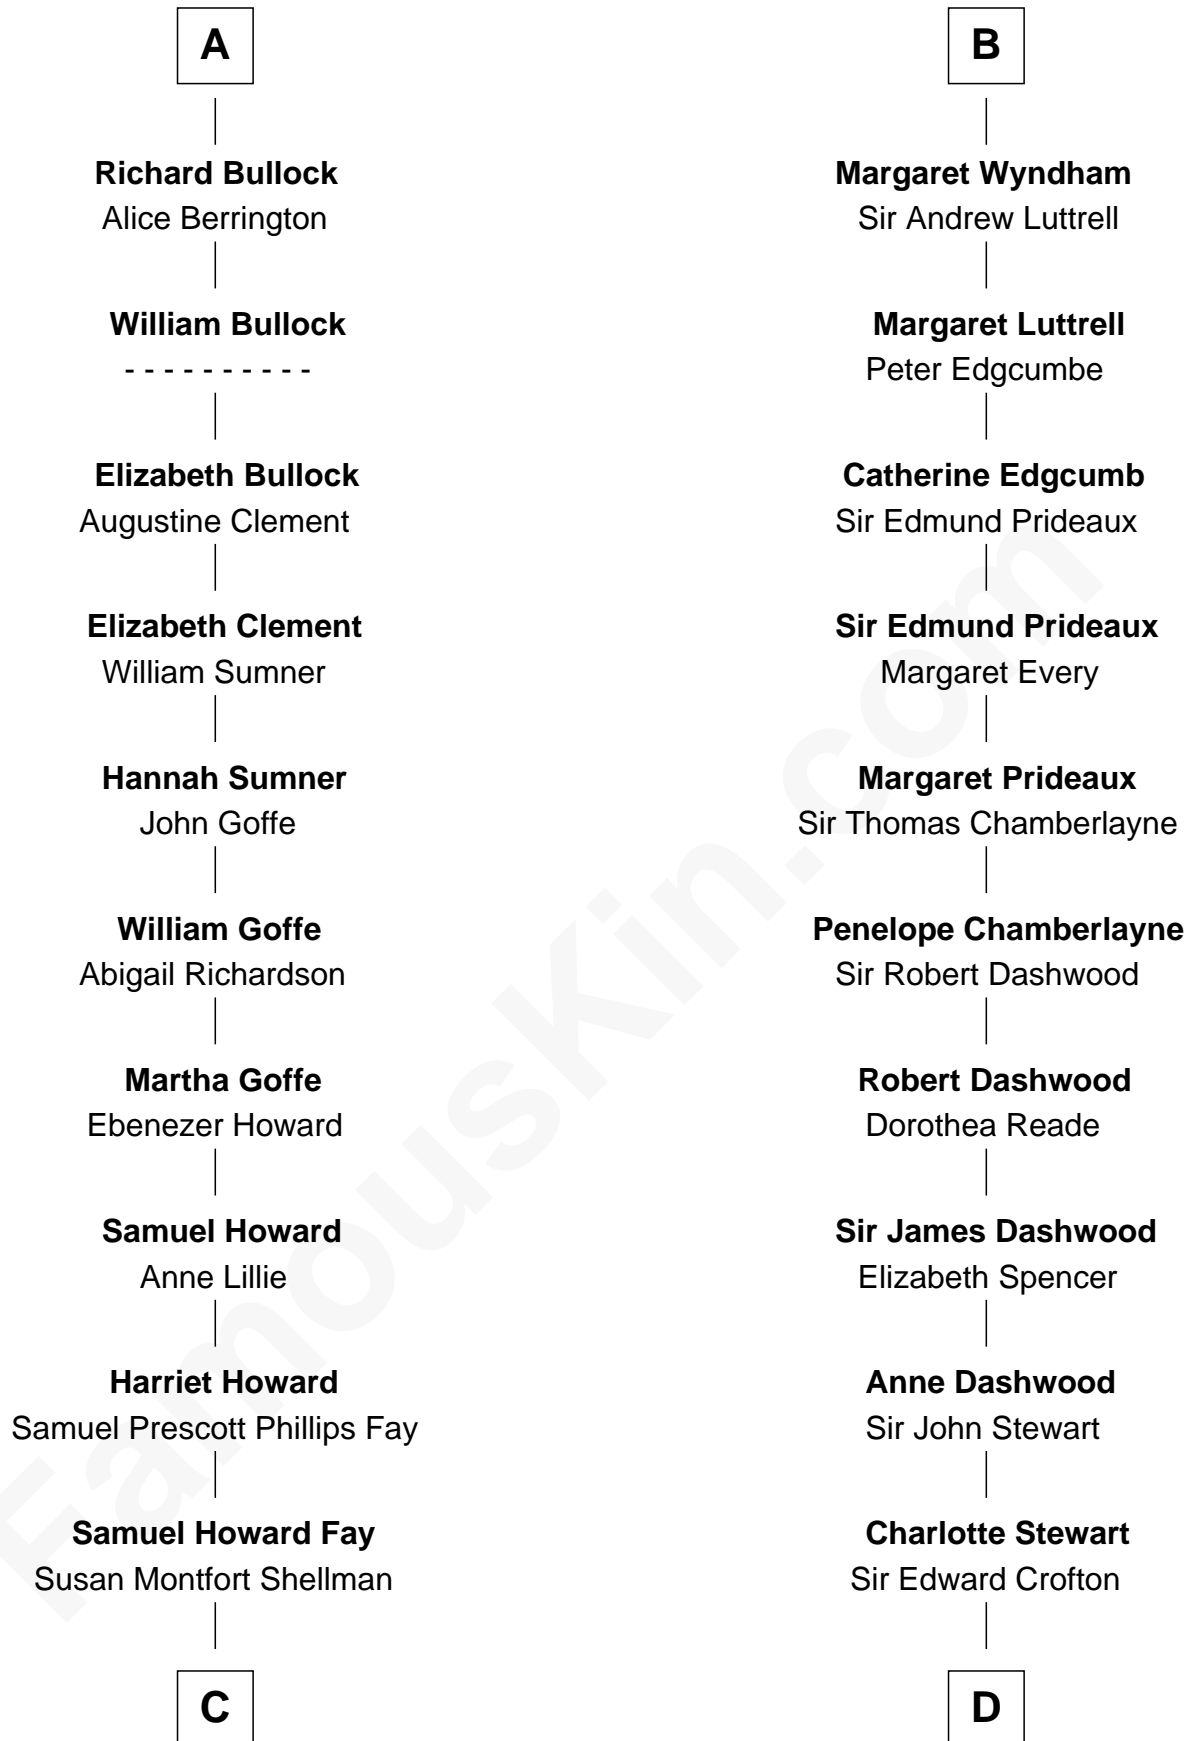 A
Richard Bullock
Alice Berrington
William Bullock
- - - - - - - - - -
Elizabeth Bullock
Augustine Clement
Elizabeth Clement
William Sumner
Hannah Sumner
John Goffe
William Goffe
Abigail Richardson
Martha Goffe
Ebenezer Howard
Samuel Howard
Anne Lillie
Harriet Howard
Samuel Prescott Phillips Fay
Samuel Howard Fay
Susan Montfort Shellman
C
B
Margaret Wyndham
Sir Andrew Luttrell
Margaret Luttrell
Peter Edgcumbe
Catherine Edgcumb
Sir Edmund Prideaux
Sir Edmund Prideaux
Margaret Every
Margaret Prideaux
Sir Thomas Chamberlayne
Penelope Chamberlayne
Sir Robert Dashwood
Robert Dashwood
Dorothea Reade
Sir James Dashwood
Elizabeth Spencer
Anne Dashwood
Sir John Stewart
Charlotte Stewart
Sir Edward Crofton
D
FamousKin.com